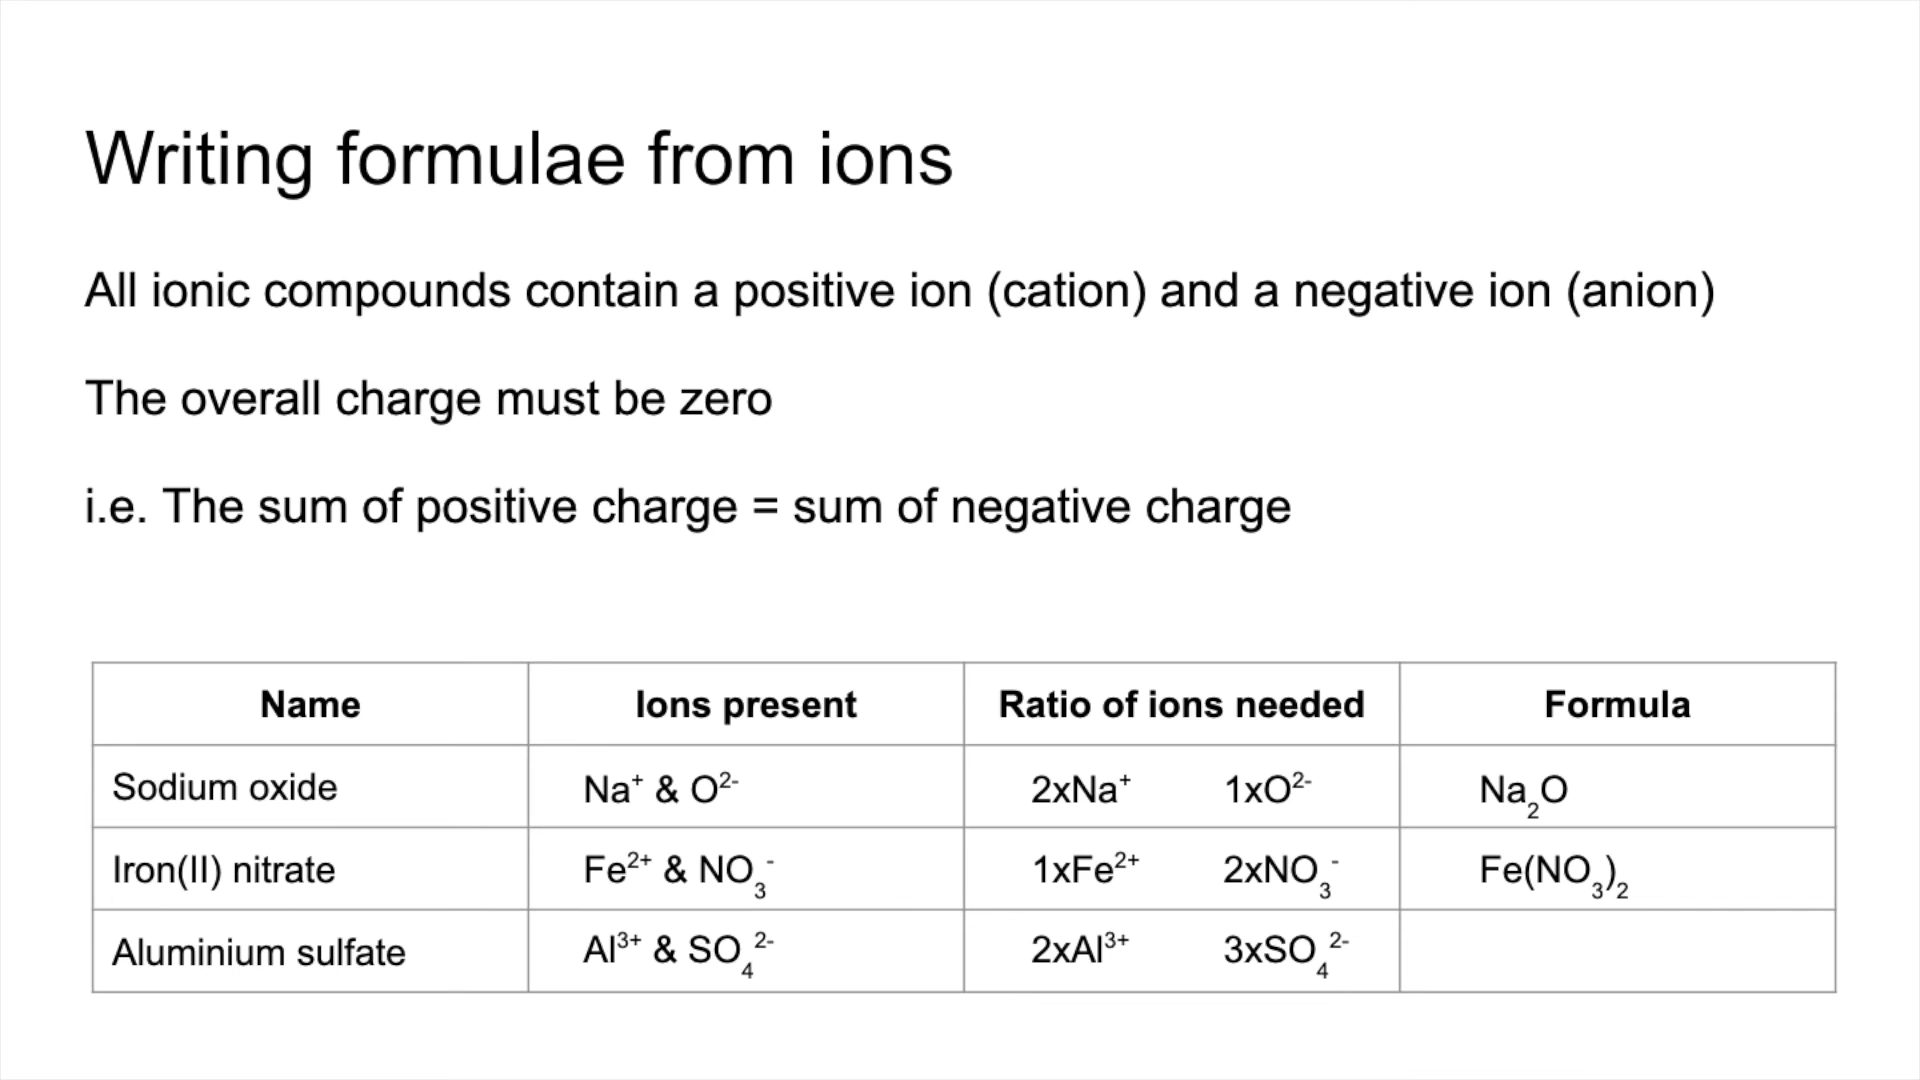 Writing formulae from ions
All ionic compounds contain a positive ion (cation) and a negative ion (anion)
The overall charge must be zero
i.e. The sum of positive charge = sum of negative charge
Name Ions present Ratio of ions needed Formula
Sodium oxide Na⁺ & O²⁻ 2xNa⁺ 1xO²⁻ Na₂O
Iron(II) nitrate Fe²⁺ & NO₃⁻ 1xFe²⁺ 2xNO₃⁻ Fe(NO₃)₂
Aluminium sulfate Al³⁺ & SO₄²⁻ 2xAl³⁺ 3xSO₄²⁻